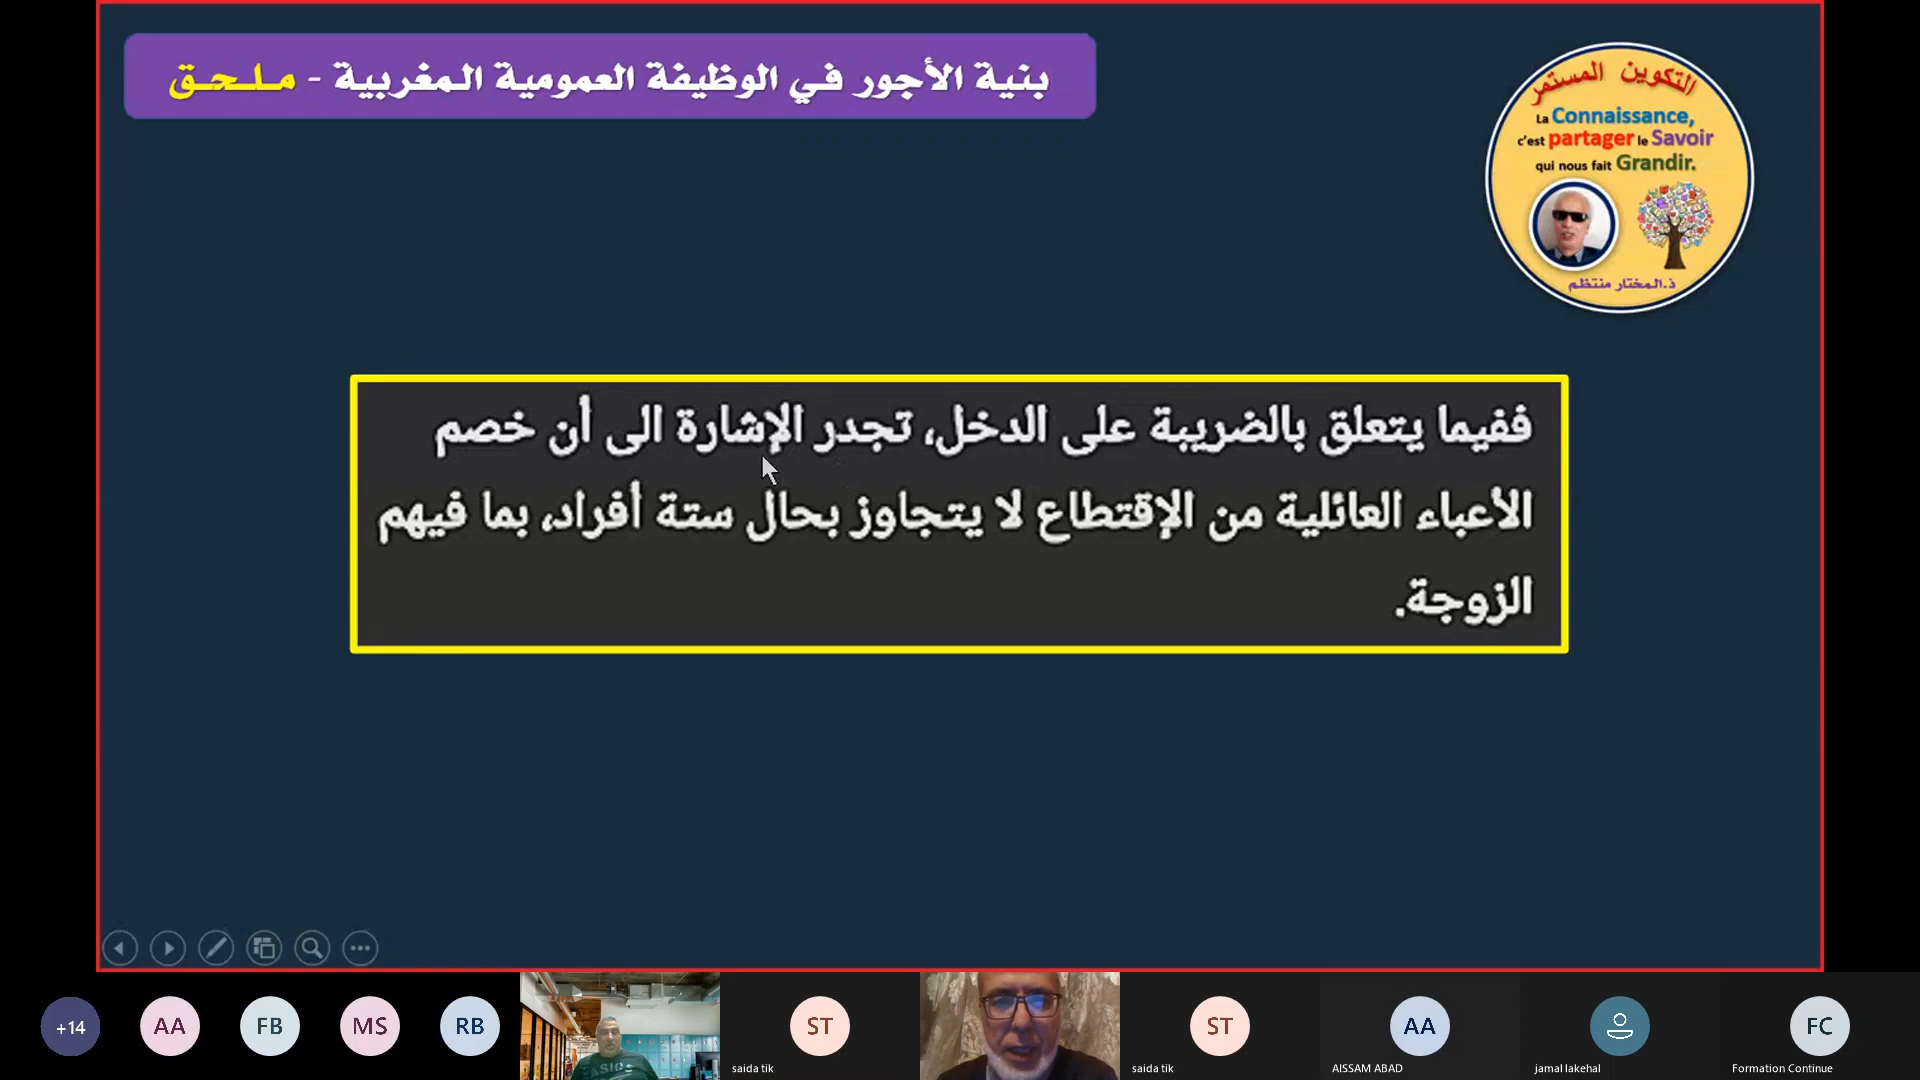 بنية الأجور في الوظيفة العمومية المغربية - ملحق
التكوين المستمر
La Connaissance,
c'est partager le Savoir
qui nous fait Grandir.
ذ.المختار منتظم
ففيما يتعلق بالضريبة على الدخل، تجدر الإشارة الى أن خصم
الأعباء العائلية من الإقتطاع لا يتجاوز بحال ستة أفراد، بما فيهم
الزوجة.
+14
AA
FB
MS
RB
ST
saida tik
ST
saida tik
AA
AISSAM ABAD
jamal lakehal
FC
Formation Continue